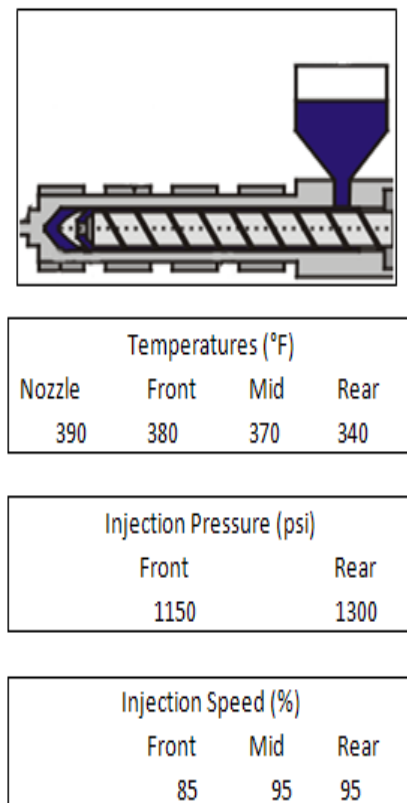 Temperatures (°F)
Nozzle Front Mid Rear
390 380 370 340
Injection Pressure (psi)
Front Rear
1150 1300
Injection Speed (%)
Front Mid Rear
85 95 95